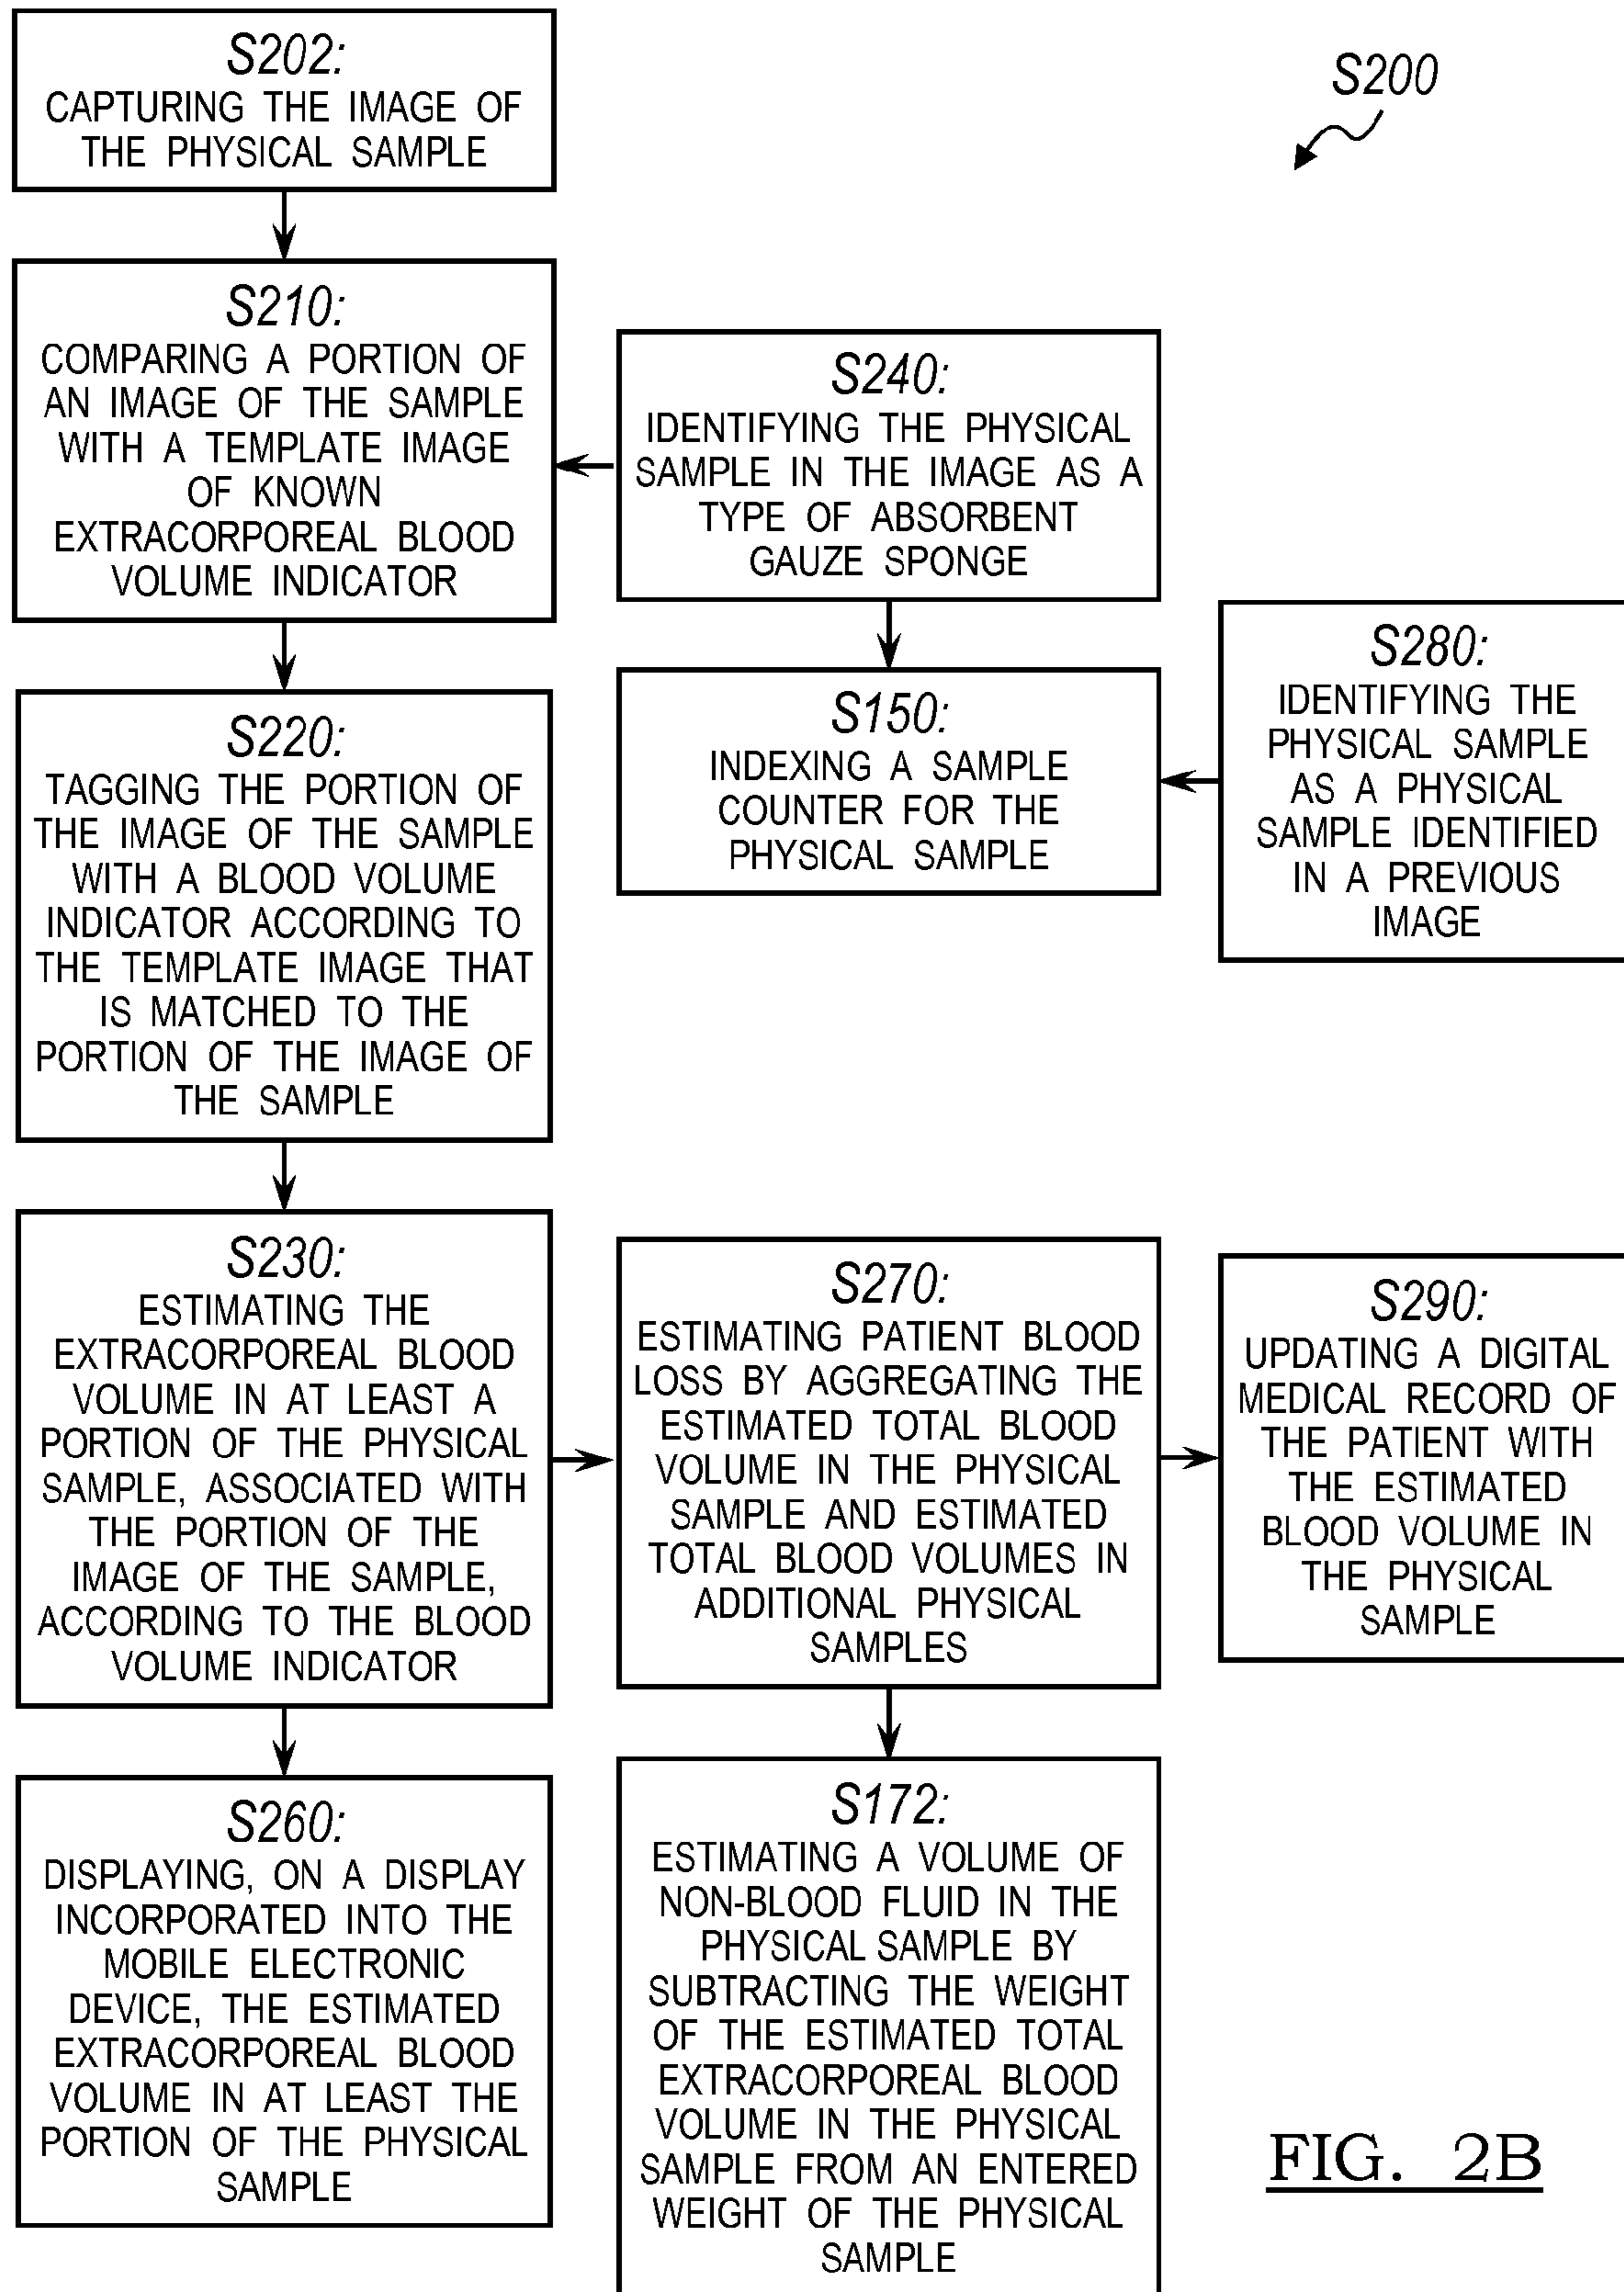 S202:
CAPTURING THE IMAGE OF
THE PHYSICAL SAMPLE
S200
S210:
COMPARING A PORTION OF
AN IMAGE OF THE SAMPLE
WITH A TEMPLATE IMAGE
OF KNOWN
EXTRACORPOREAL BLOOD
VOLUME INDICATOR
S240:
IDENTIFYING THE PHYSICAL
SAMPLE IN THE IMAGE AS A
TYPE OF ABSORBENT
GAUZE SPONGE
S280:
IDENTIFYING THE
PHYSICAL SAMPLE
AS A PHYSICAL
SAMPLE IDENTIFIED
IN A PREVIOUS
IMAGE
S150:
INDEXING A SAMPLE
COUNTER FOR THE
PHYSICAL SAMPLE
S220:
TAGGING THE PORTION OF
THE IMAGE OF THE SAMPLE
WITH A BLOOD VOLUME
INDICATOR ACCORDING TO
THE TEMPLATE IMAGE THAT
IS MATCHED TO THE
PORTION OF THE IMAGE OF
THE SAMPLE
S230:
ESTIMATING THE
EXTRACORPOREAL BLOOD
VOLUME IN AT LEAST A
PORTION OF THE PHYSICAL
SAMPLE, ASSOCIATED WITH
THE PORTION OF THE
IMAGE OF THE SAMPLE,
ACCORDING TO THE BLOOD
VOLUME INDICATOR
S270:
ESTIMATING PATIENT BLOOD
LOSS BY AGGREGATING THE
ESTIMATED TOTAL BLOOD
VOLUME IN THE PHYSICAL
SAMPLE AND ESTIMATED
TOTAL BLOOD VOLUMES IN
ADDITIONAL PHYSICAL
SAMPLES
S290:
UPDATING A DIGITAL
MEDICAL RECORD OF
THE PATIENT WITH
THE ESTIMATED
BLOOD VOLUME IN
THE PHYSICAL
SAMPLE
S260:
DISPLAYING, ON A DISPLAY
INCORPORATED INTO THE
MOBILE ELECTRONIC
DEVICE, THE ESTIMATED
EXTRACORPOREAL BLOOD
VOLUME IN AT LEAST THE
PORTION OF THE PHYSICAL
SAMPLE
S172:
ESTIMATING A VOLUME OF
NON-BLOOD FLUID IN THE
PHYSICAL SAMPLE BY
SUBTRACTING THE WEIGHT
OF THE ESTIMATED TOTAL
EXTRACORPOREAL BLOOD
VOLUME IN THE PHYSICAL
SAMPLE FROM AN ENTERED
WEIGHT OF THE PHYSICAL
SAMPLE
FIG. 2B